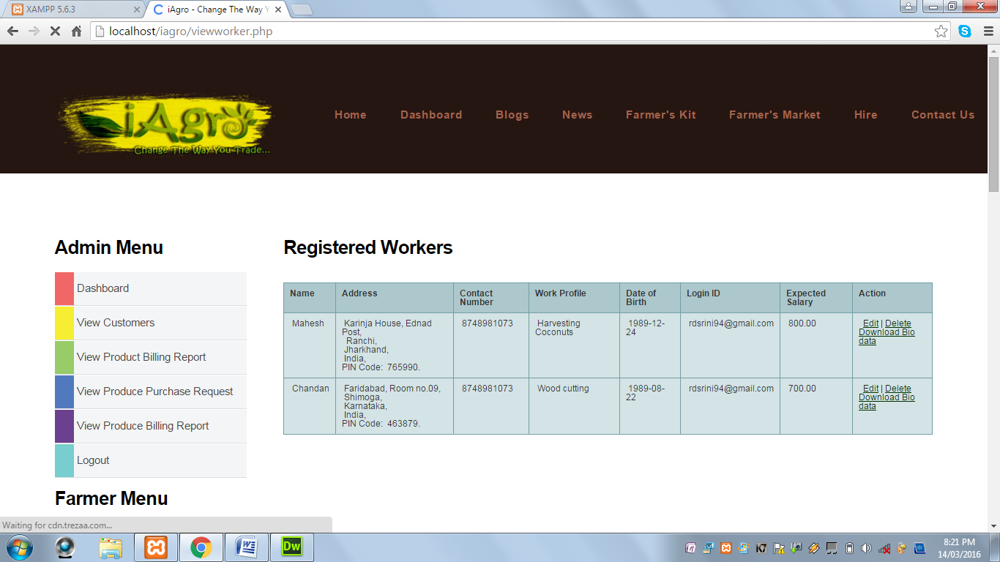 XAMPP 5.6.3
iAgro - Change The Way Y
localhost/iagro/viewworker.php
iAgro
Change The Way You Trade...
Home Dashboard Blogs News Farmer's Kit Farmer's Market Hire Contact Us
Admin Menu
Dashboard
View Customers
View Product Billing Report
View Produce Purchase Request
View Produce Billing Report
Logout
Farmer Menu
Registered Workers
Name Address Contact Number Work Profile Date of Birth Login ID Expected Salary Action
Mahesh
Karinja House, Ednad
Post,
Ranchi,
Jharkhand,
India,
PIN Code: 765990.
8748981073
Harvesting
Coconuts
1989-12-
24
rdsrini94@gmail.com
800.00
Edit | Delete
Download Bio
data
Chandan
Faridabad, Room no.09,
Shimoga,
Karnataka,
India,
PIN Code: 463879.
8748981073
Wood cutting
1989-08-
22
rdsrini94@gmail.com
700.00
Edit | Delete
Download Bio
data
Waiting for cdn.trezaa.com...
Dw
K7
8:21 PM
14/03/2016